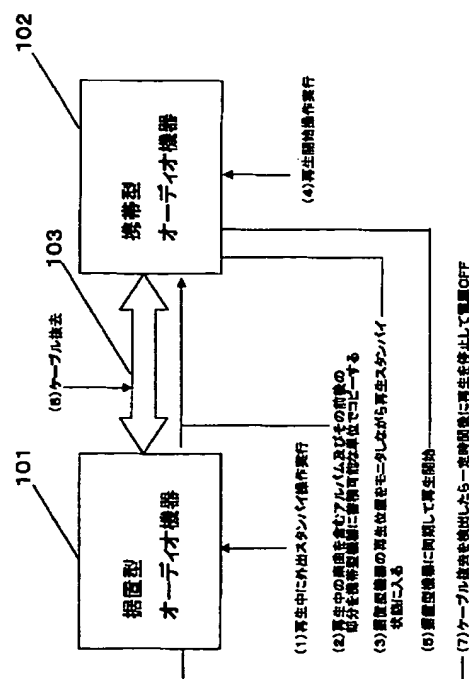 101
据置型
オーディオ機器
103
(6)ケーブル抜去
102
携帯型
オーディオ機器
(1)再生中に外出スタンバイ操作実行
(2)再生中の楽曲を含むアルバム及びその前後の
部分を携帯型機器に蓄積可能な単位でコピーする
(3)据置型機器の再生位置をモニタしながら再生スタンバイ
状態に入る
(4)再生開始操作実行
(5)据置型機器に同期して再生開始
(7)ケーブル抜去を検出したら一定時間後に再生を停止して電源OFF